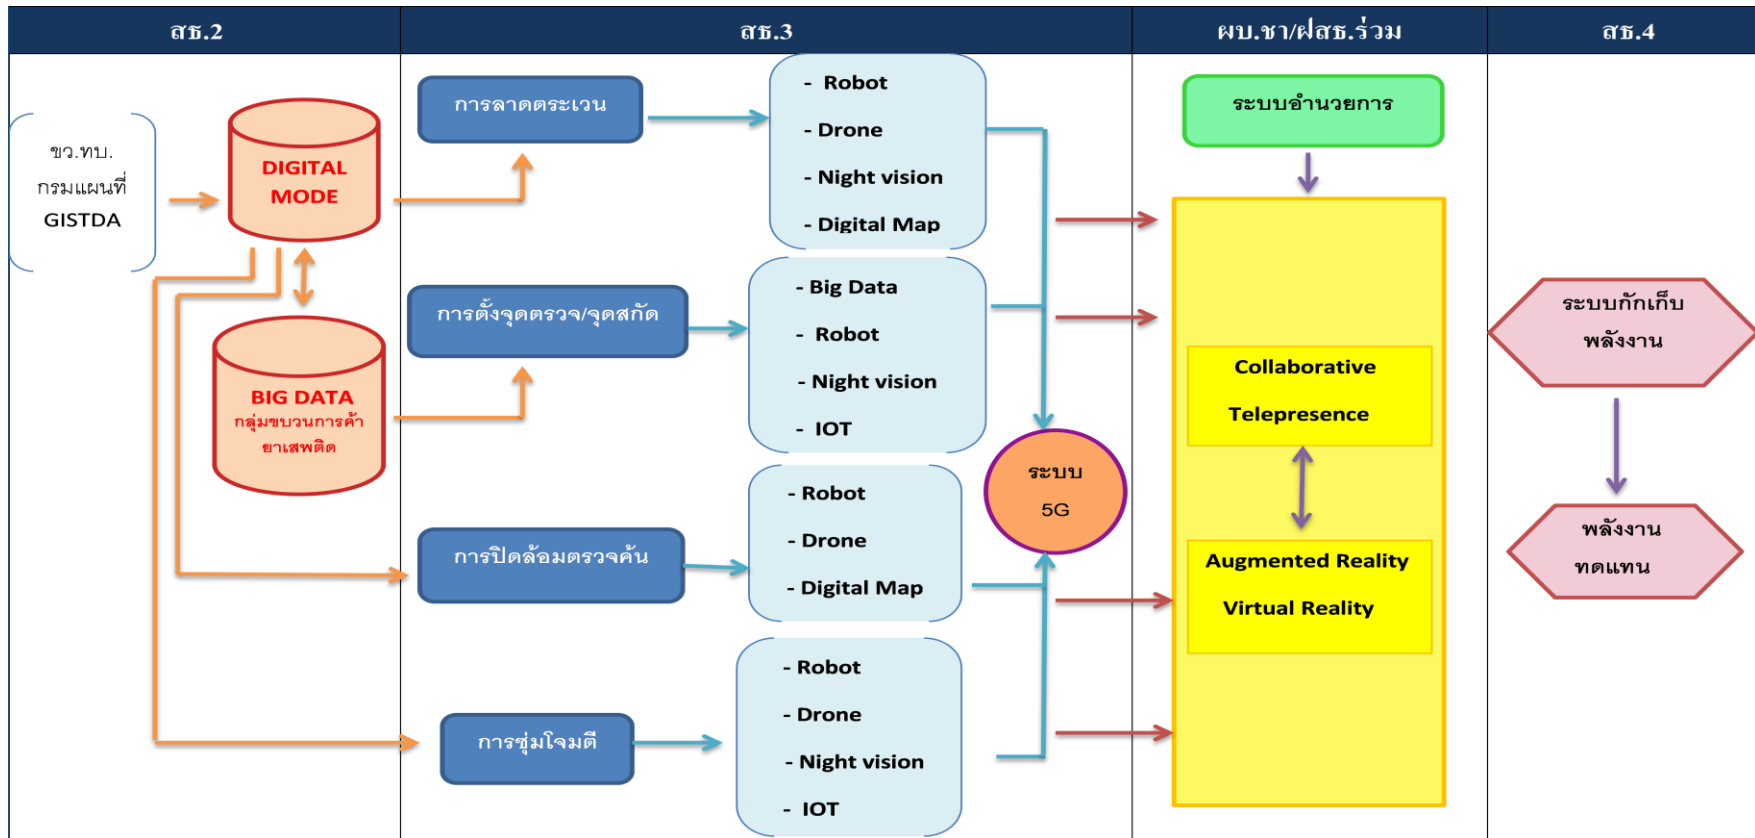 สธ.2
สธ.3
ผบ.ชา/ฝสธ.ร่วม
สธ.4
ขว.ทบ.
กรมแผนที่
GISTDA
DIGITAL
MODE
BIG DATA
กลุ่มขบวนการค้า
ยาเสพติด
การลาดตระเวน
- Robot
- Drone
- Night vision
- Digital Map
การตั้งจุดตรวจ/จุดสกัด
- Big Data
- Robot
- Night vision
- IOT
การปิดล้อมตรวจค้น
- Robot
- Drone
- Digital Map
การซุ่มโจมตี
- Robot
- Drone
- Night vision
- IOT
ระบบ
5G
ระบบอำนวยการ
Collaborative
Telepresence
Augmented Reality
Virtual Reality
ระบบกักเก็บ
พลังงาน
พลังงาน
ทดแทน